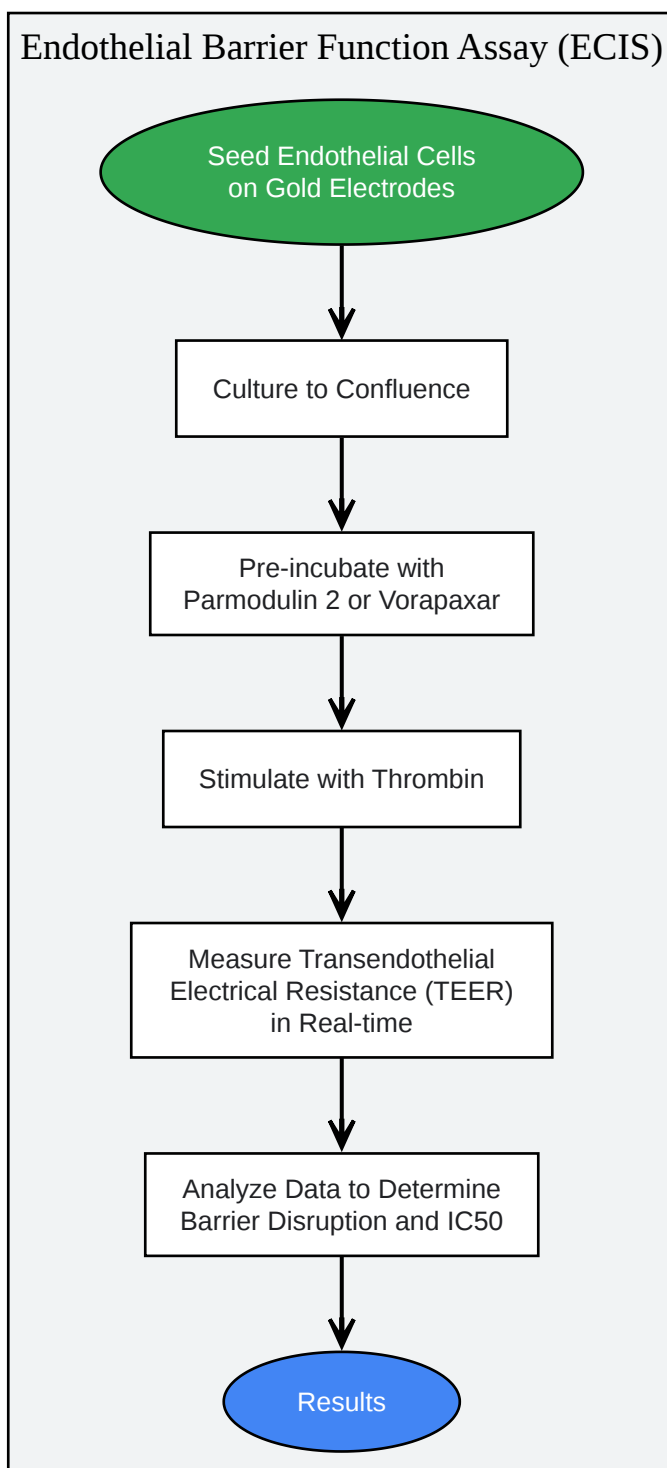 Endothelial Barrier Function Assay (ECIS)
Seed Endothelial Cells
on Gold Electrodes
Culture to Confluence
Pre-incubate with
Parmodulin 2 or Vorapaxar
Stimulate with Thrombin
Measure Transendothelial
Electrical Resistance (TEER)
in Real-time
Analyze Data to Determine
Barrier Disruption and IC50
Results